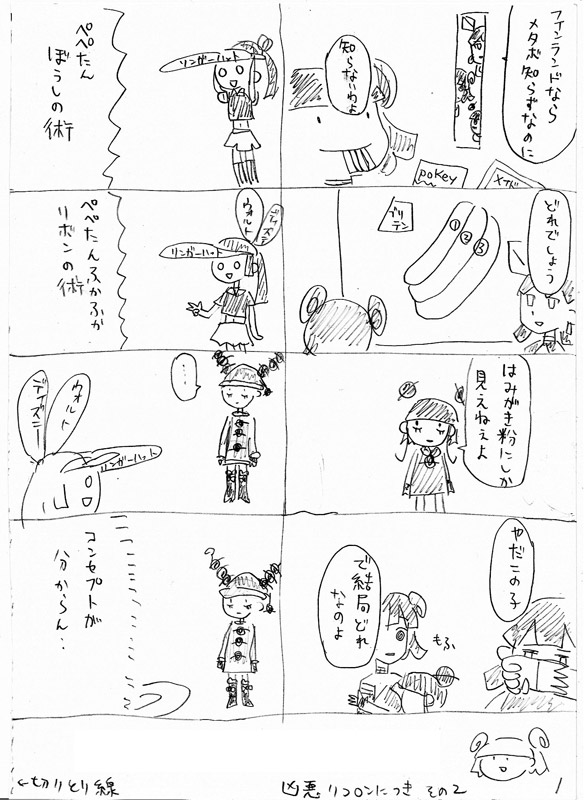 フィンランドなら
メタボ知らずなのに
知らないわよ
pokey
どれでしょう
ブリテン
①
②
③
はみがき粉にしか
見えねぇよ
やだこの子
で結局どれ
なのよ
もふ
ぺぺたん
ぼうしの
術
リンガーハット
ぺぺたんふかふか
リボンの術
ウォルト
ディズニー
リンガーハット
…
ウォルト
ディズニー
リンガーハット
コンセプトが
分からん‥
←切りとり線
凶悪リコロンにっき その2
1